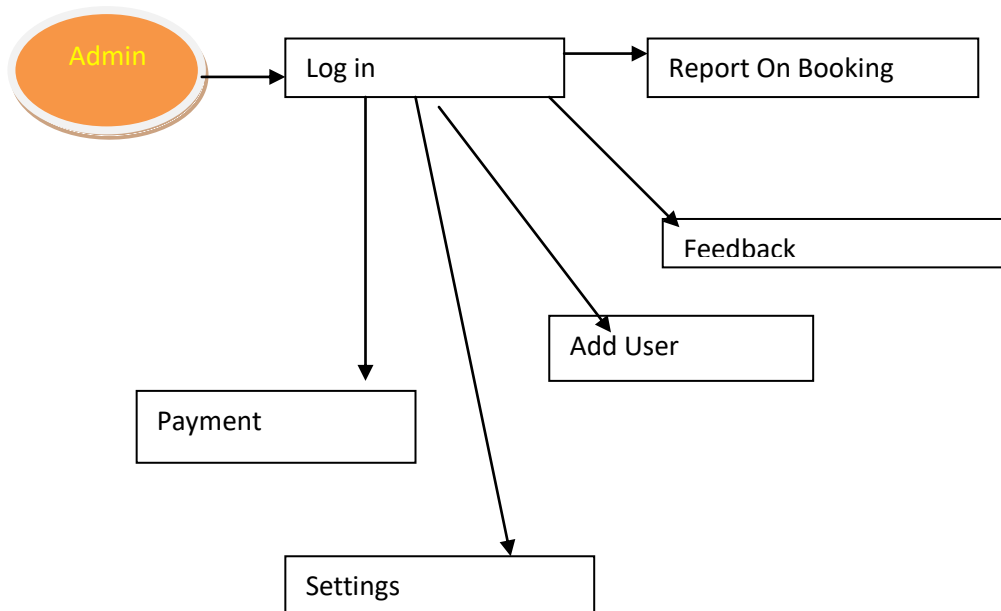 Admin
Log in
Report On Booking
Feedback
Add User
Payment
Settings